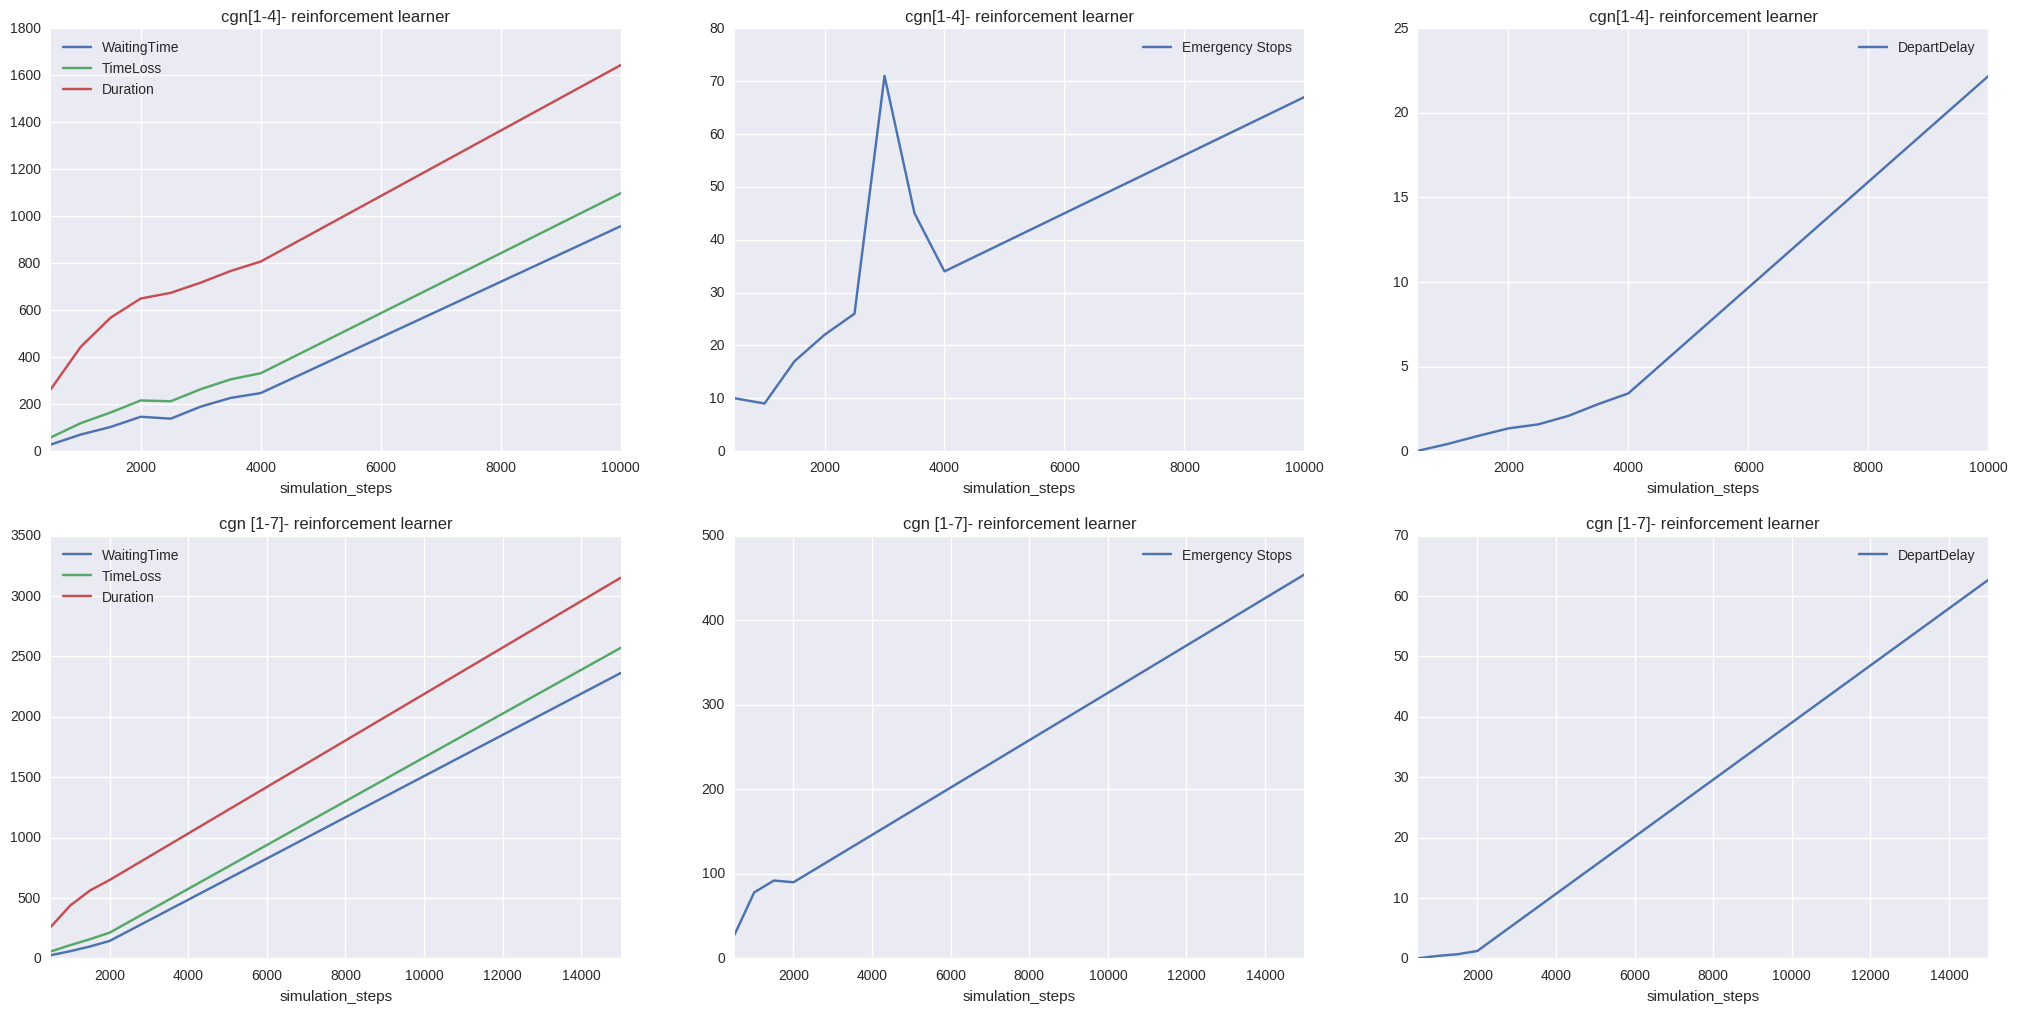 cgn[1-4]- reinforcement learner
1800
1600
1400
1200
1000
800
600
400
200
0
WaitingTime
TimeLoss
Duration
2000 4000 6000 8000 10000
simulation_steps
cgn[1-4]- reinforcement learner
80
70
60
50
40
30
20
10
0
Emergency Stops
2000 4000 6000 8000 10000
simulation_steps
cgn[1-4]- reinforcement learner
25
20
15
10
5
0
DepartDelay
2000 4000 6000 8000 10000
simulation_steps
cgn [1-7]- reinforcement learner
3500
3000
2500
2000
1500
1000
500
0
WaitingTime
TimeLoss
Duration
2000 4000 6000 8000 10000 12000 14000
simulation_steps
cgn [1-7]- reinforcement learner
500
400
300
200
100
0
Emergency Stops
2000 4000 6000 8000 10000 12000 14000
simulation_steps
cgn [1-7]- reinforcement learner
70
60
50
40
30
20
10
0
DepartDelay
2000 4000 6000 8000 10000 12000 14000
simulation_steps